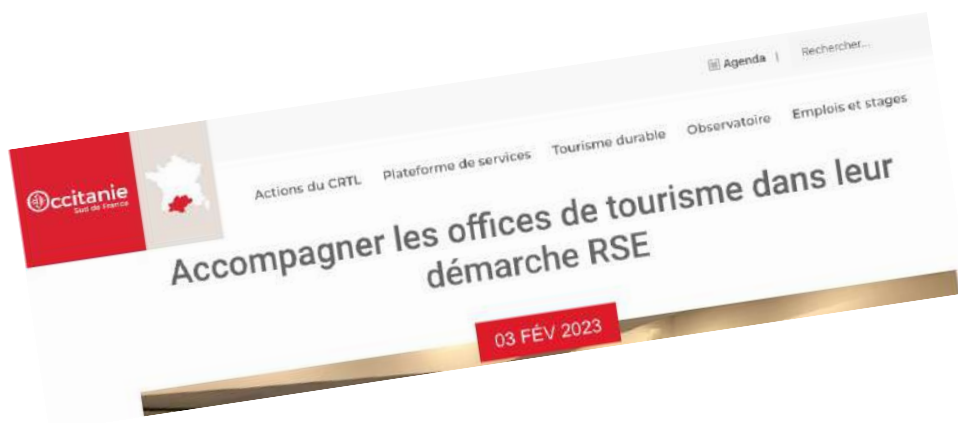 Agenda | Rechercher...
Occitanie
Sud de France
Actions du CRTL Plateforme de services Tourisme durable Observatoire Emplois et stages
Accompagner les offices de tourisme dans leur
démarche RSE
03 FÉV 2023